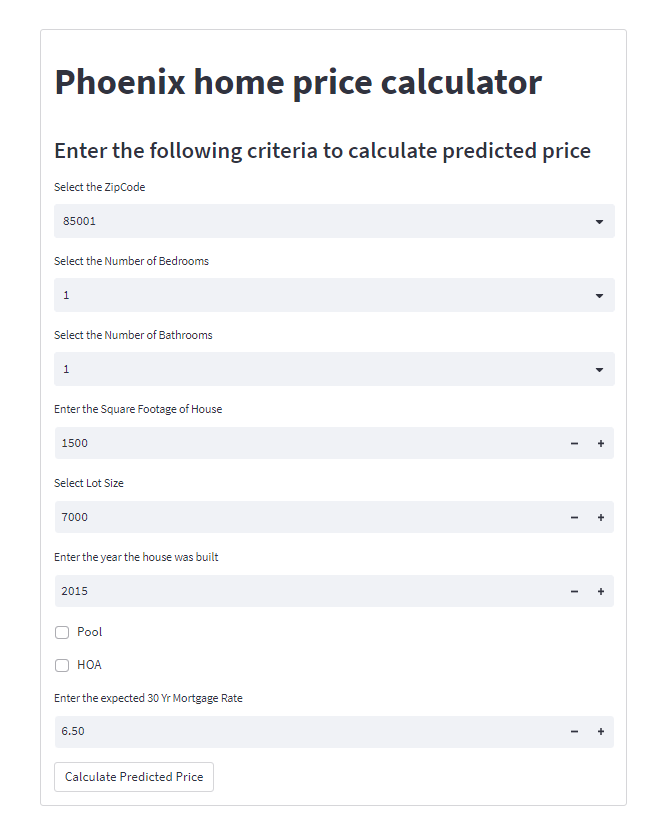 Phoenix home price calculator
Enter the following criteria to calculate predicted price
Select the ZipCode
85001
Select the Number of Bedrooms
1
Select the Number of Bathrooms
1
Enter the Square Footage of House
1500
Select Lot Size
7000
Enter the year the house was built
2015
Pool
HOA
Enter the expected 30 Yr Mortgage Rate
6.50
Calculate Predicted Price